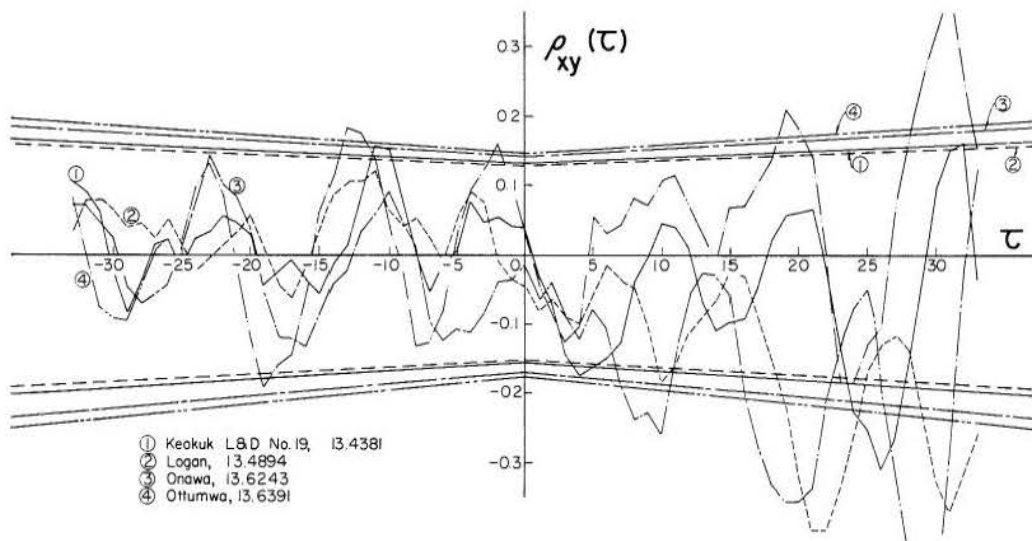 0.3
ρxy(τ)
0.2
④
③
0.1
①
②
③
①
②
τ
-30 -25 -20 -15 -10 -5 0 5 10 15 20 25 30
④
-0.1
-0.2
① Keokuk L&D No. 19, 13.4381
② Logan, 13.4894
③ Onawa, 13.6243
④ Ottumwa, 13.6391
-0.3